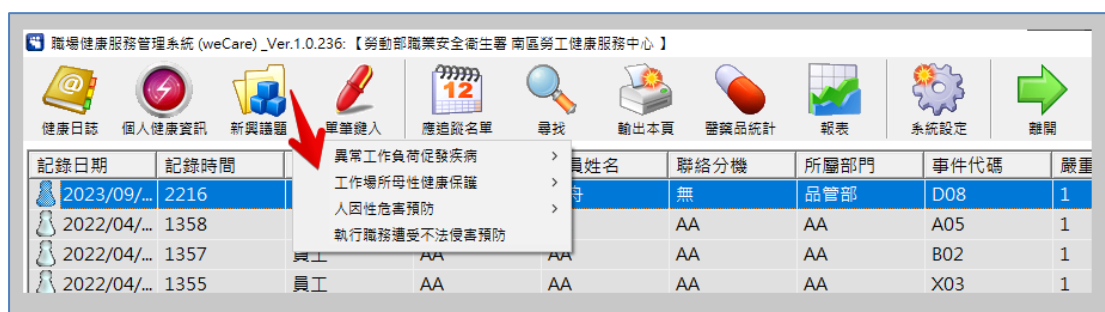 職場健康服務管理系統 (weCare) _Ver.1.0.236: 【勞動部職業安全衛生署 南區勞工健康服務中心 】
12
健康日誌 個人健康資訊 新興議題 單筆鍵入 應追蹤名單 尋找 輸出本頁 醫藥品統計 報表 系統設定 離開
異常工作負荷促發疾病 >
工作場所母性健康保護 >
人因性危害預防 >
執行職務遭受不法侵害預防
記錄日期 記錄時間 員姓名 聯絡分機 所屬部門 事件代碼 嚴重
2023/09/... 2216 無 品管部 D08 1
2022/04/... 1358 AA AA A05 1
2022/04/... 1357 員工 AA AA AA AA B02 1
2022/04/... 1355 員工 AA AA AA AA X03 1